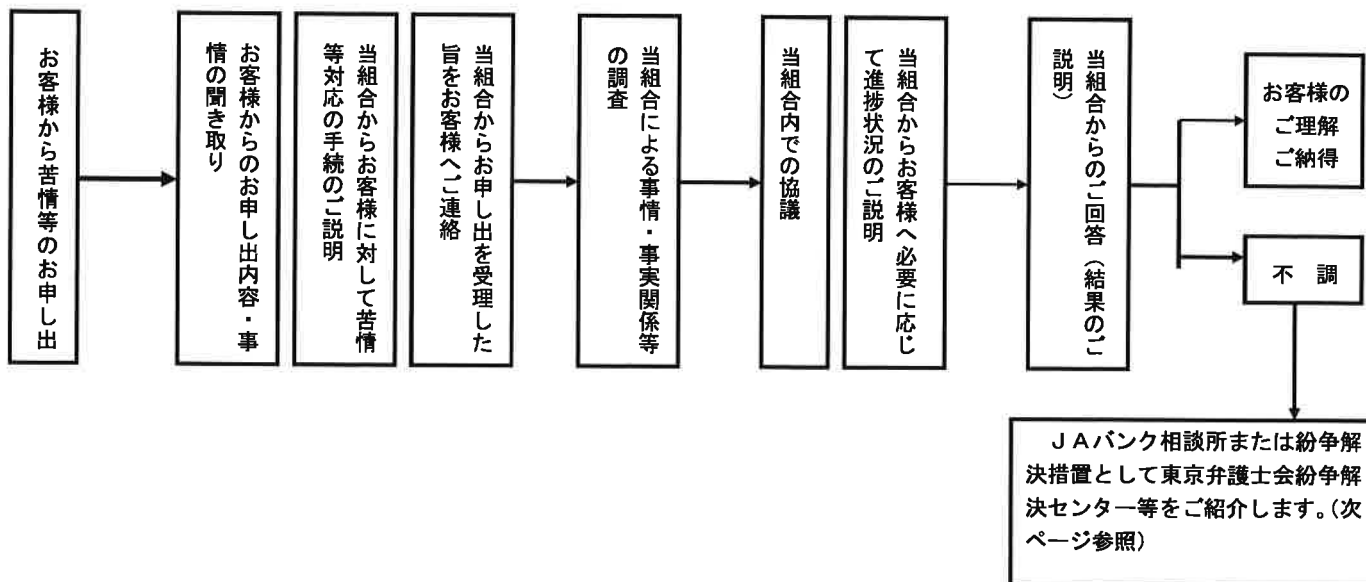 お客様から苦情等のお申し出
お客様からのお申し出内容・事
情の聞き取り
当組合からお客様に対して苦情
等対応の手続のご説明
当組合からお申し出を受理した
旨をお客様へご連絡
当組合による事情・事実関係等
の調査
当組合内での協議
当組合からお客様へ必要に応じ
て進捗状況のご説明
当組合からのご回答（結果のご
説明）
お客様の
ご理解
ご納得
不　調
ＪＡバンク相談所または紛争解
決措置として東京弁護士会紛争解
決センター等をご紹介します。（次
ページ参照）